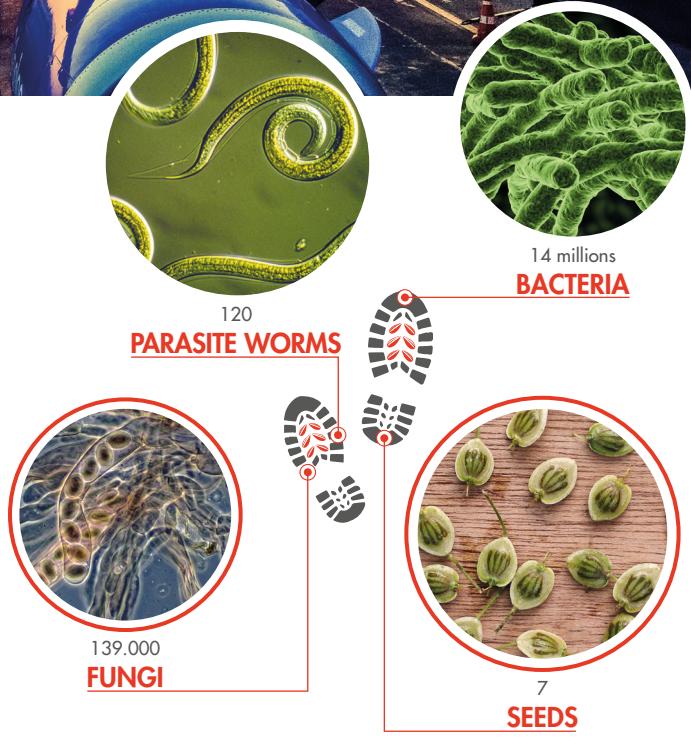 14 millions
BACTERIA
120
PARASITE WORMS
139.000
FUNGI
7
SEEDS